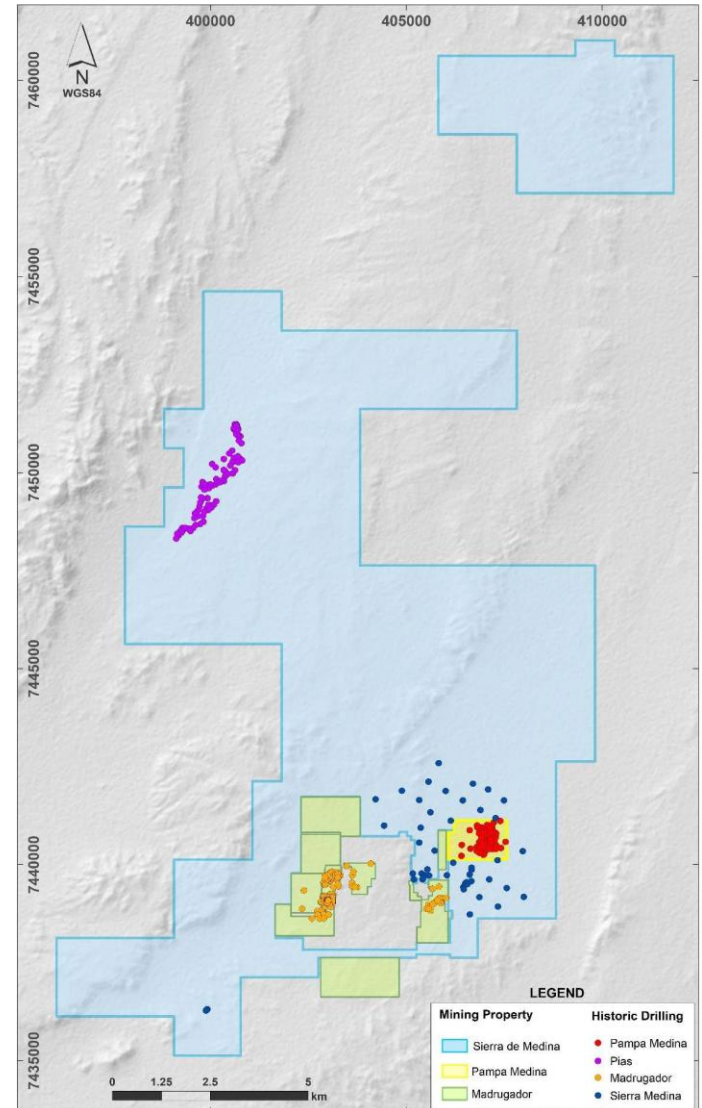 400000 405000 410000
N
WGS84
7460000
7455000
7450000
7445000
7440000
7435000
LEGEND
Mining Property Historic Drilling
Sierra de Medina
Pampa Medina
Madrugador
Pampa Medina
Pias
Madrugador
Sierra Medina
0 1.25 2.5 5
km